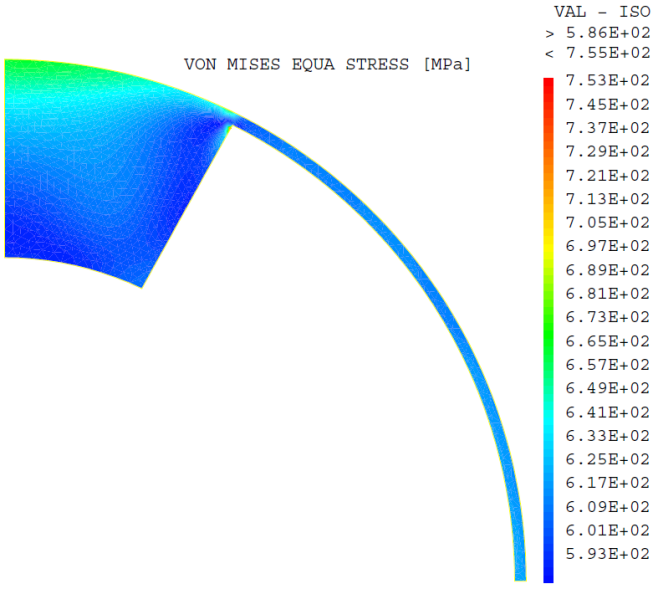 VAL - ISO
> 5.86E+02
< 7.55E+02
VON MISES EQUA STRESS [MPa]
7.53E+02
7.45E+02
7.37E+02
7.29E+02
7.21E+02
7.13E+02
7.05E+02
6.97E+02
6.89E+02
6.81E+02
6.73E+02
6.65E+02
6.57E+02
6.49E+02
6.41E+02
6.33E+02
6.25E+02
6.17E+02
6.09E+02
6.01E+02
5.93E+02